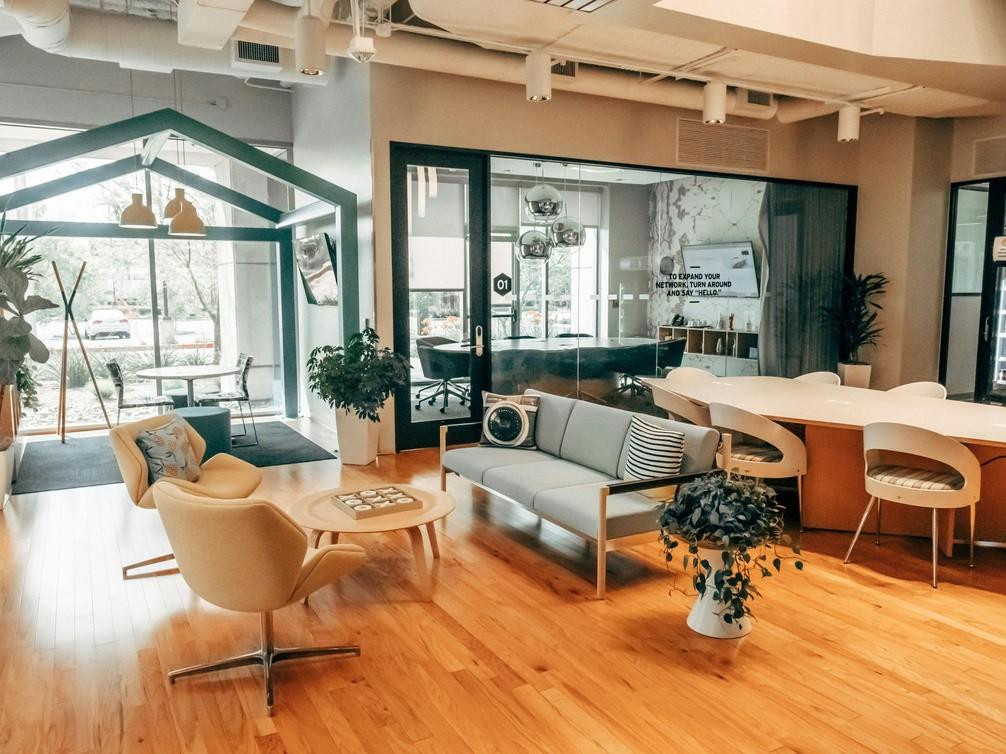 01
TO EXPAND YOUR
NETWORK, TURN AROUND
AND SAY "HELLO."